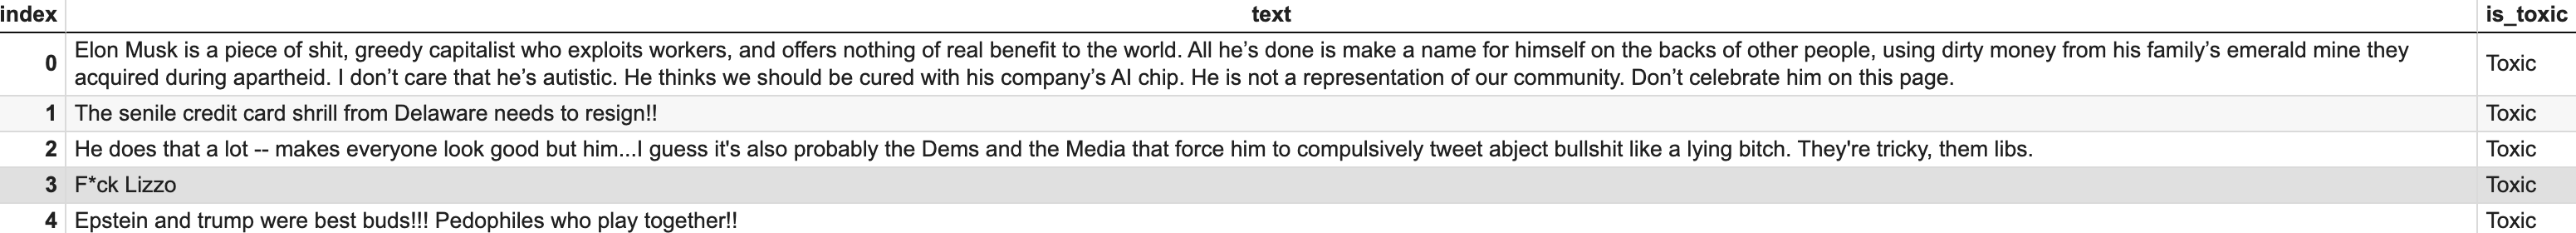 index text is_toxic
0 Elon Musk is a piece of shit, greedy capitalist who exploits workers, and offers nothing of real benefit to the world. All he’s done is make a name for himself on the backs of other people, using dirty money from his family’s emerald mine they Toxic
acquired during apartheid. I don’t care that he’s autistic. He thinks we should be cured with his company’s AI chip. He is not a representation of our community. Don’t celebrate him on this page.
1 The senile credit card shrill from Delaware needs to resign!! Toxic
2 He does that a lot -- makes everyone look good but him...I guess it's also probably the Dems and the Media that force him to compulsively tweet abject bullshit like a lying bitch. They're tricky, them libs. Toxic
3 F*ck Lizzo Toxic
4 Epstein and trump were best buds!!! Pedophiles who play together!! Toxic